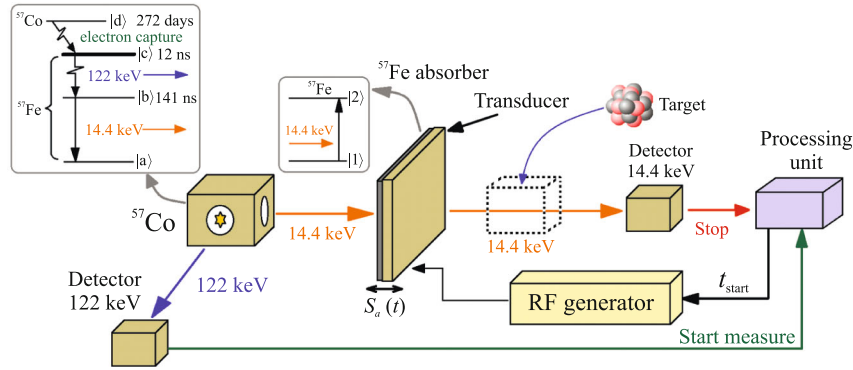 ⁵⁷Co
|d⟩ 272 days
electron capture
|c⟩ 12 ns
122 keV
⁵⁷Fe
|b⟩ 141 ns
14.4 keV
|a⟩
⁵⁷Fe
|2⟩
14.4 keV
|1⟩
⁵⁷Fe absorber
Transducer
Target
Processing
unit
Detector
14.4 keV
⁵⁷Co
14.4 keV
14.4 keV
Stop
Detector
122 keV
122 keV
Sₐ (t)
RF generator
t_start
Start measure